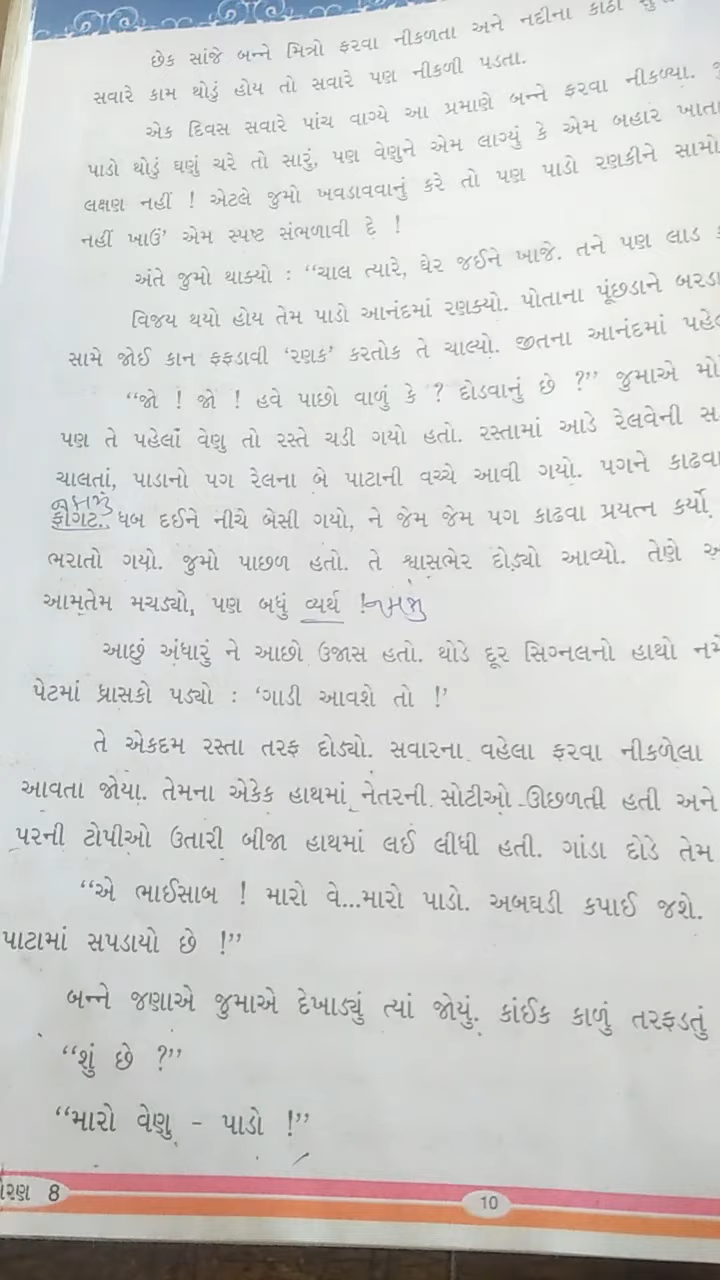 છેક સાંજે બન્ને મિત્રો ફરવા નીકળતા અને નદીના કાંઠા
સવારે કામ થોડું હોય તો સવારે પણ નીકળી પડતા.
એક દિવસ સવારે પાંચ વાગ્યે આ પ્રમાણે બન્ને ફરવા નીકળ્યા.
પાડો થોડું ઘણું ચરે તો સારું, પણ વેણુને એમ લાગ્યું કે એમ બહાર ખાતા
લક્ષણ નહીં ! એટલે જુમો ખવડાવવાનું કરે તો પણ પાડો રણકીને સામો
નહીં ખાઉં' એમ સ્પષ્ટ સંભળાવી દે !
અંતે જુમો થાક્યો : “ચાલ ત્યારે, ઘેર જઈને ખાજે. તને પણ લાડ
વિજય થયો હોય તેમ પાડો આનંદમાં રણક્યો. પોતાના પૂંછડાને બરડા
સામે જોઈ કાન ફફડાવી ‘રણક’ કરતોક તે ચાલ્યો. જીતના આનંદમાં પહેલ
“જો ! જો ! હવે પાછો વાળું કે ? દોડવાનું છે ?” જુમાએ મો
પણ તે પહેલાં વેણુ તો રસ્તે ચડી ગયો હતો. રસ્તામાં આડે રેલવેની સ
ચાલતાં, પાડાનો પગ રેલના બે પાટાની વચ્ચે આવી ગયો. પગને કાઢવા
ફોગટ. ધબ દઈને નીચે બેસી ગયો, ને જેમ જેમ પગ કાઢવા પ્રયત્ન કર્યો
ભરાતો ગયો. જુમો પાછળ હતો. તે શ્વાસભેર દોડ્યો આવ્યો. તેણે
આમતેમ મચડ્યો, પણ બધું વ્યર્થ !
આછું અંધારું ને આછો ઉજાસ હતો. થોડે દૂર સિગ્નલનો હાથો નમે
પેટમાં ધ્રાસકો પડ્યો : ‘ગાડી આવશે તો !’
તે એકદમ રસ્તા તરફ દોડ્યો. સવારના વહેલા ફરવા નીકળેલા
આવતા જોયા. તેમના એકેક હાથમાં નેતરની સોટીઓ ઊછળતી હતી અને
પરની ટોપીઓ ઉતારી બીજા હાથમાં લઈ લીધી હતી. ગાંડા દોડે તેમ
“એ ભાઈસાબ ! મારો વે...મારો પાડો. અબઘડી કપાઈ જશે.
પાટામાં સપડાયો છે !”
બન્ને જણાએ જુમાએ દેખાડ્યું ત્યાં જોયું. કાંઈક કાળું તરફડતું
“શું છે ?”
“મારો વેણુ – પાડો !”
ોરણ 8
10